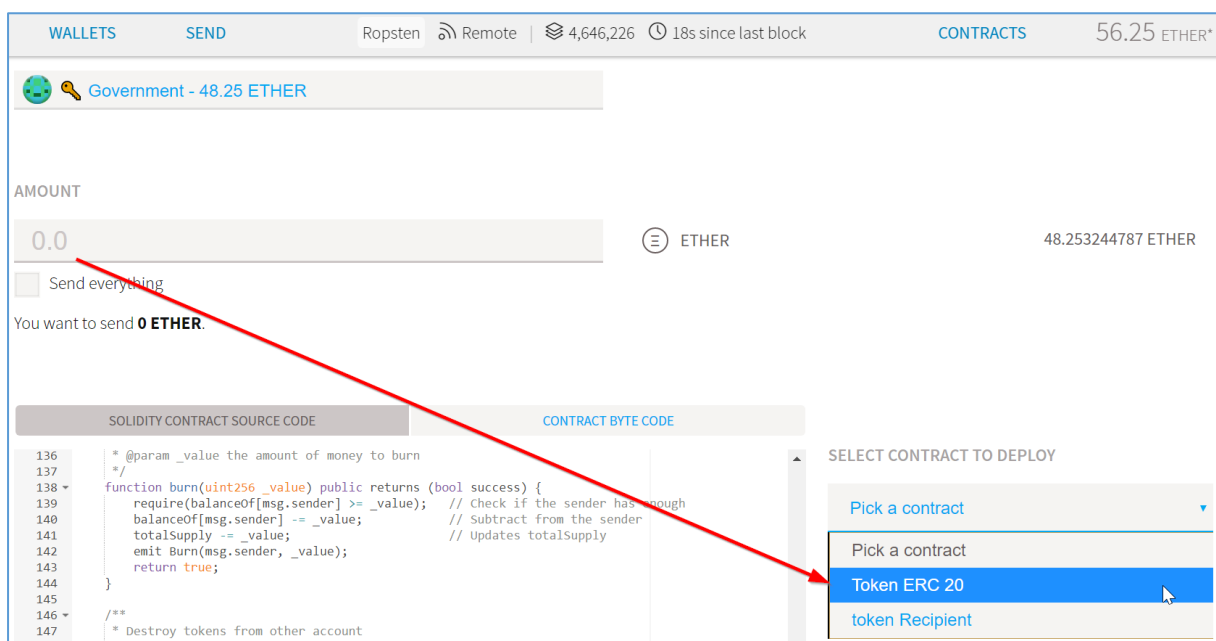 WALLETS SEND Ropsten Remote | 4,646,226 18s since last block CONTRACTS 56.25 ETHER*
Government - 48.25 ETHER
AMOUNT
0.0 ETHER 48.253244787 ETHER
Send everything
You want to send 0 ETHER.
SOLIDITY CONTRACT SOURCE CODE CONTRACT BYTE CODE
SELECT CONTRACT TO DEPLOY
Pick a contract
Pick a contract
Token ERC 20
token Recipient
136 * @param _value the amount of money to burn
137 */
138 function burn(uint256 _value) public returns (bool success) {
139 require(balanceOf[msg.sender] >= _value); // Check if the sender has enough
140 balanceOf[msg.sender] -= _value; // Subtract from the sender
141 totalSupply -= _value; // Updates totalSupply
142 emit Burn(msg.sender, _value);
143 return true;
144 }
145
146 /**
147 * Destroy tokens from other account